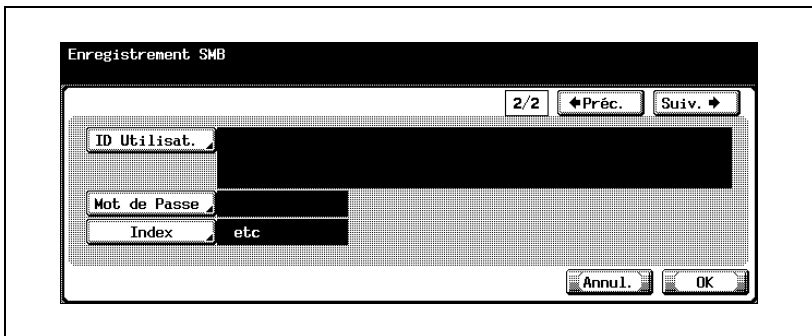 Enregistrement SMB
2/2 ←Préc. Suiv. →
ID Utilisat.
Mot de Passe
Index etc
Annul. OK